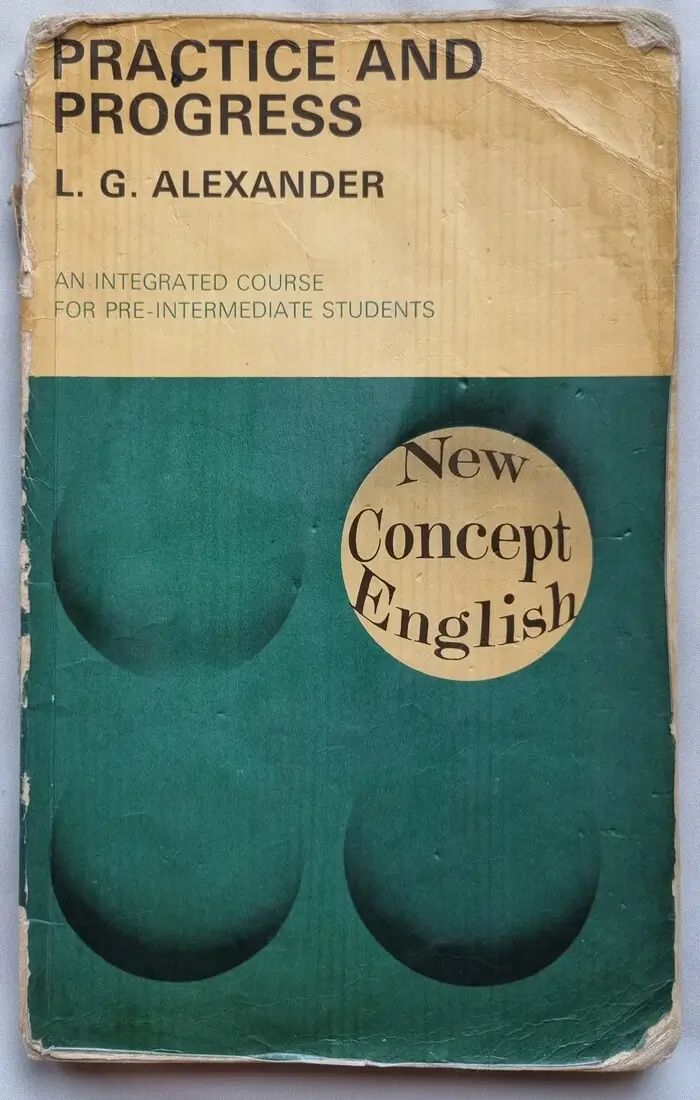 PRACTICE AND
PROGRESS
L. G. ALEXANDER
AN INTEGRATED COURSE
FOR PRE-INTERMEDIATE STUDENTS
New
Concept
English